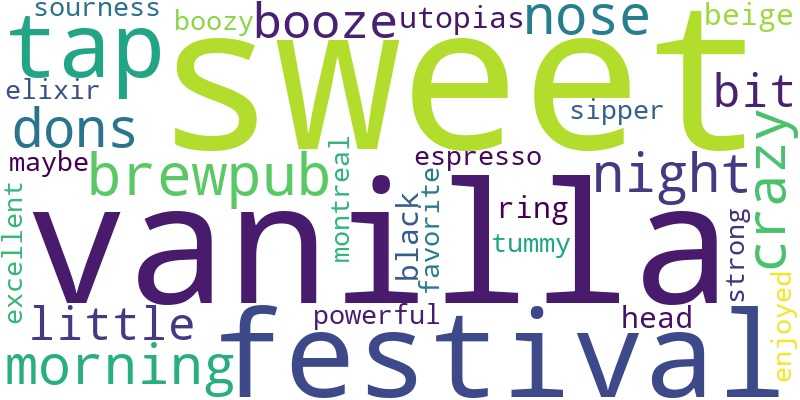 sourness
boozy
booze
utopias
nose
beige
tap
sweet
elixir
sipper
bit
dons
maybe
brewpub
montreal
espresso
night
crazy
excellent
vanilla
black
favorite
ring
tummy
strong
little
powerful
head
enjoyed
morning
festival